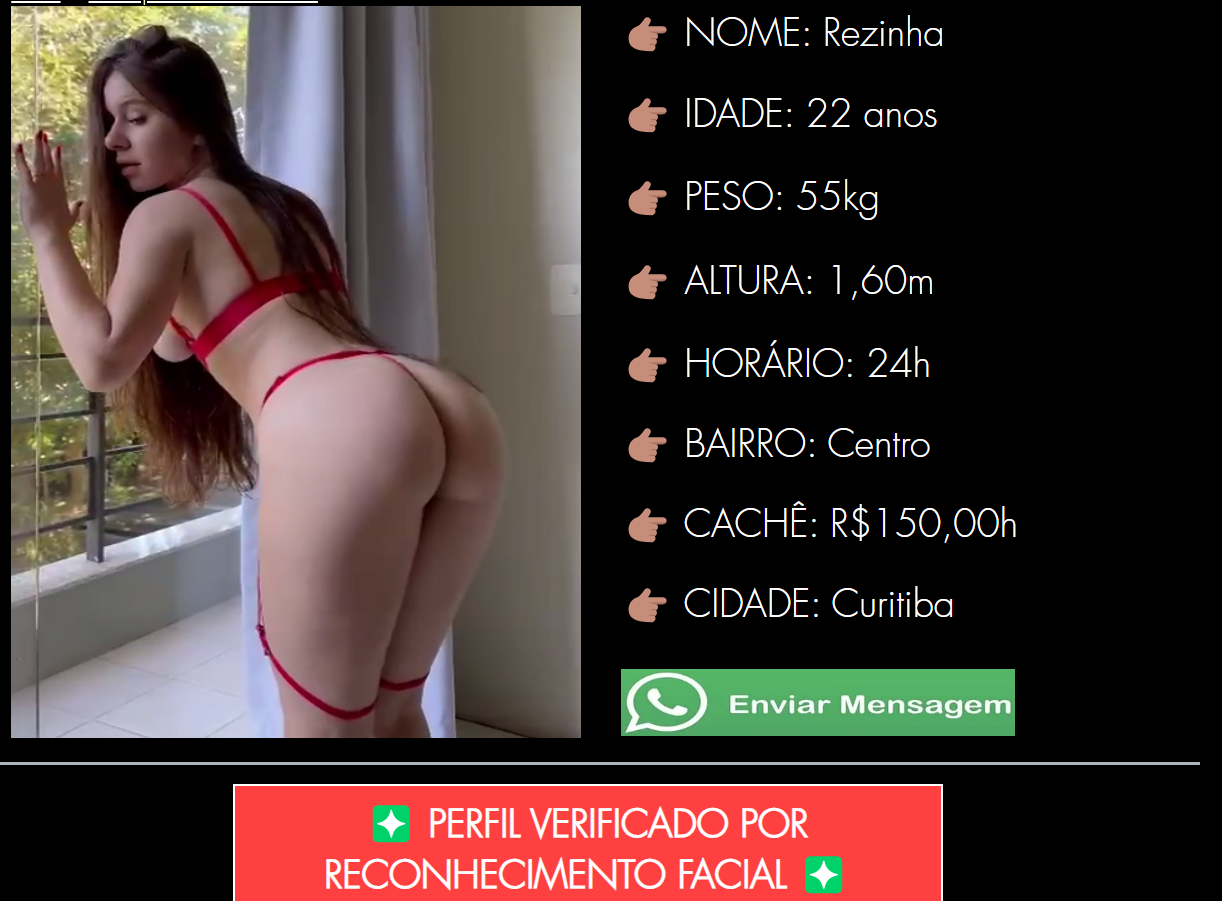 NOME: Rezinha
IDADE: 22 anos
PESO: 55kg
ALTURA: 1,60m
HORÁRIO: 24h
BAIRRO: Centro
CACHÊ: R$150,00h
CIDADE: Curitiba
Enviar Mensagem
PERFIL VERIFICADO POR
RECONHECIMENTO FACIAL